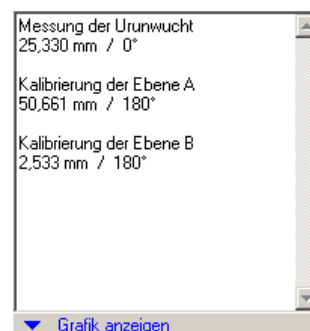 Messung der Urunwucht
25,330 mm / 0°
Kalibrierung der Ebene A
50,661 mm / 180°
Kalibrierung der Ebene B
2,533 mm / 180°
Grafik anzeigen